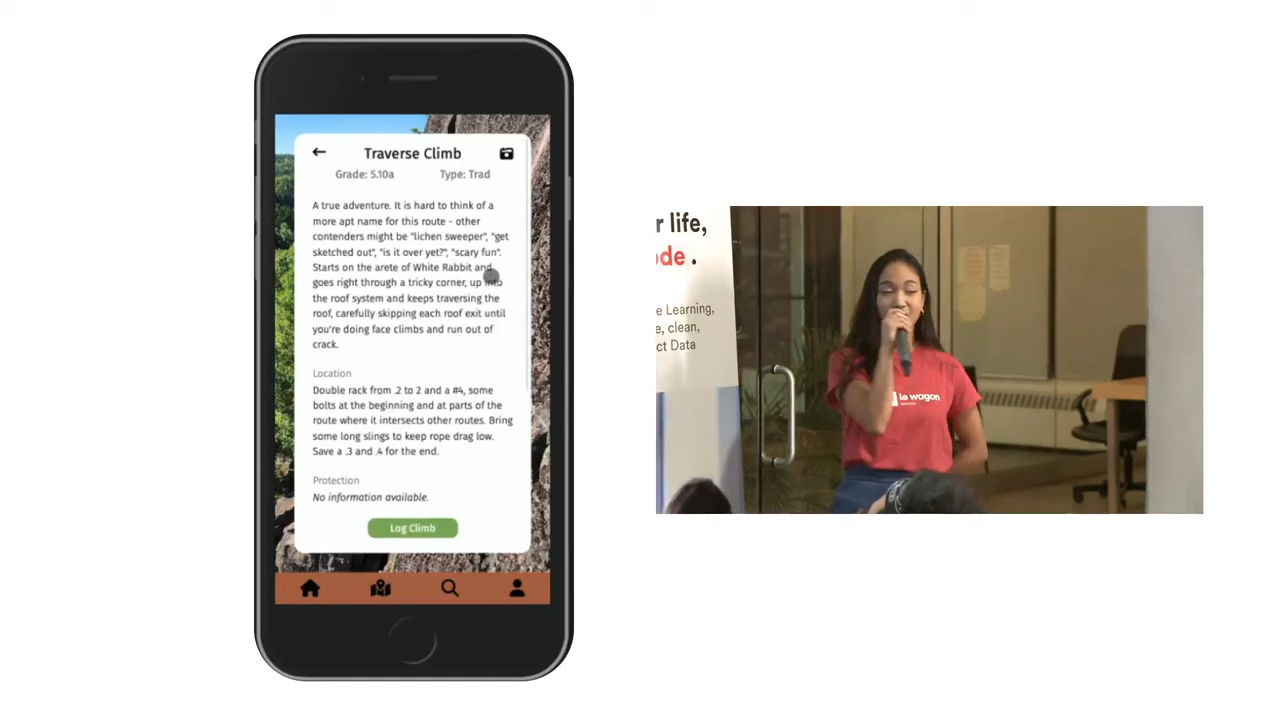 Traverse Climb
Grade: 5.10a Type: Trad
A true adventure. It is hard to think of a
more apt name for this route - other
contenders might be "lichen sweeper", "get
sketched out", "is it over yet?", "scary fun".
Starts on the arete of White Rabbit and
goes right through a tricky corner, up into
the roof system and keeps traversing the
roof, carefully skipping each roof exit until
you're doing face climbs and run out of
crack.
Location
Double rack from .2 to 2 and a #4, some
bolts at the beginning and at parts of the
route where it intersects other routes. Bring
some long slings to keep rope drag low.
Save a .3 and .4 for the end.
Protection
No information available.
Log Climb
r life,
ode .
e Learning,
e, clean,
ct Data
le wagon